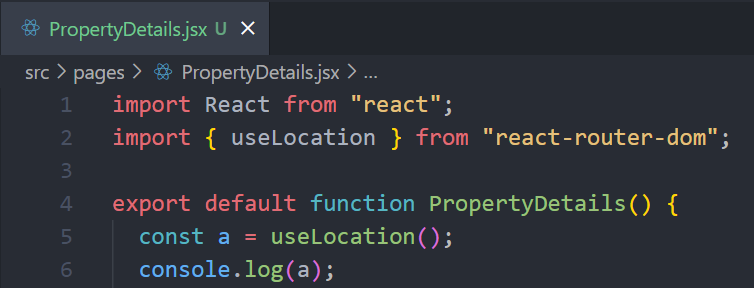 PropertyDetails.jsx U ×
src > pages > PropertyDetails.jsx > ...
1 import React from "react";
2 import { useLocation } from "react-router-dom";
3
4 export default function PropertyDetails() {
5 const a = useLocation();
6 console.log(a);